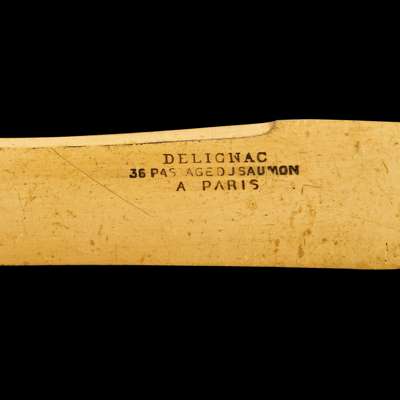 DELIGNAC
36 PAS AGE DU SAUMON
A PARIS